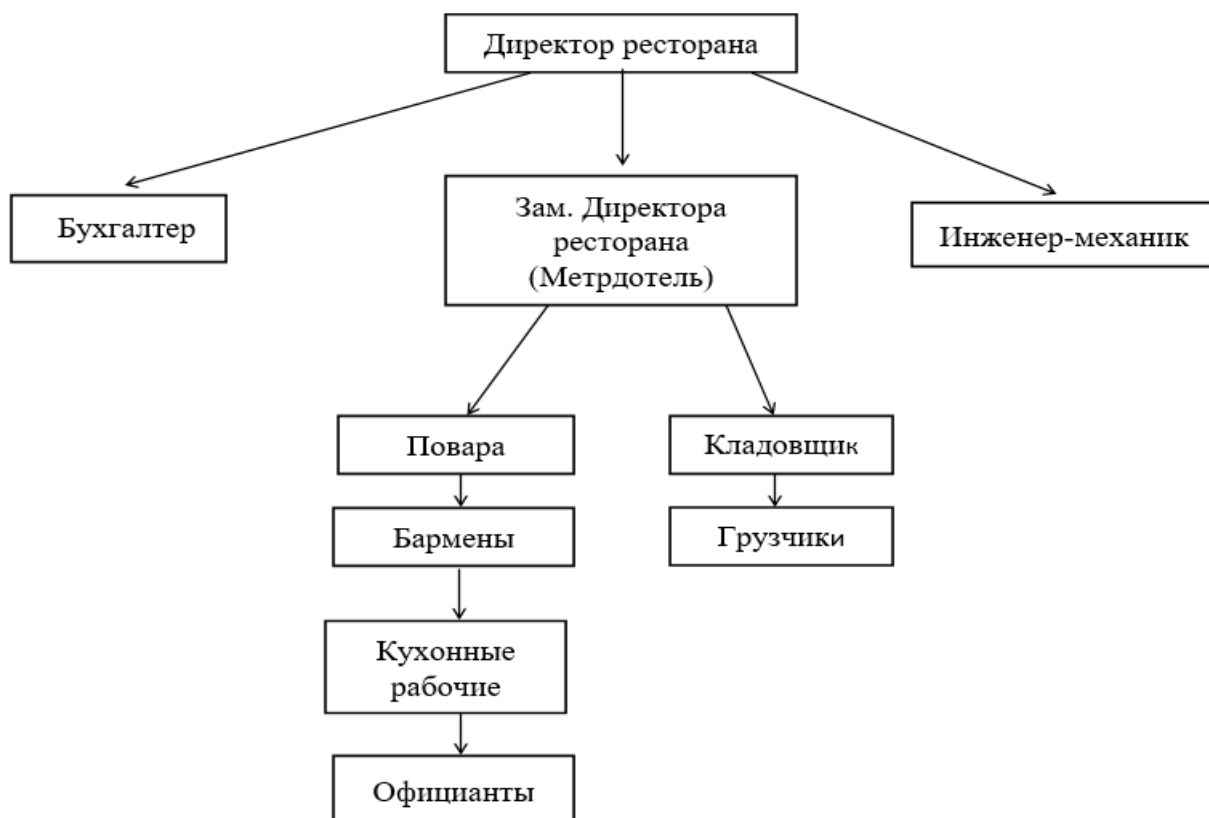 Директор ресторана
Бухгалтер
Зам. Директора
ресторана
(Метрдотель)
Инженер-механик
Повара
Кладовщик
Бармены
Грузчики
Кухонные
рабочие
Официанты